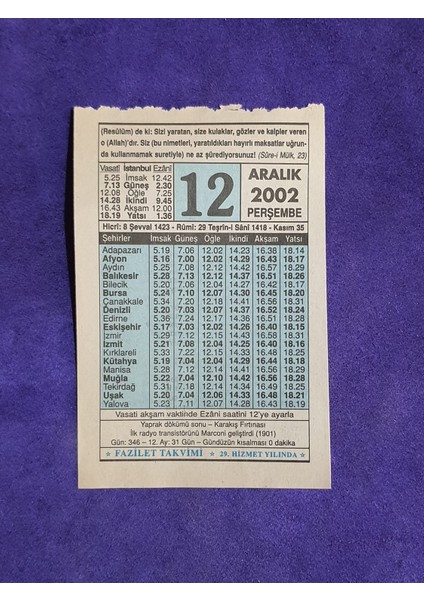 (Resûlüm) de ki: Sizi yaratan, size kulaklar, gözler ve kalpler veren
o (Allah)'dır. Siz (bu nimetleri, yaratıldıkları hayırlı maksatlar uğrun-
da kullanmamak suretiyle) ne az şürediyorsunuz! (Sûre-i Mülk, 23)
Vasatî İstanbul Ezânî
5.25 İmsak 12.42
7.13 Güneş 2.30
12.08 Öğle 7.25
14.28 İkindi 9.45
16.43 Akşam 12.00
18.19 Yatsı 1.36
12
ARALIK
2002
PERŞEMBE
Hicrî: 8 Şevval 1423 - Rûmî: 29 Teşrîn-i Sâni 1418 - Kasım 35
Şehirler İmsak Güneş Öğle İkindi Akşam Yatsı
Adapazarı 5.19 7.06 12.02 14.23 16.38 18.14
Afyon 5.16 7.00 12.02 14.29 16.43 18.17
Aydın 5.25 7.08 12.12 14.42 16.57 18.29
Balıkesir 5.28 7.13 12.12 14.37 16.51 18.26
Bilecik 5.20 7.05 12.04 14.26 16.40 18.16
Bursa 5.24 7.10 12.07 14.30 16.45 18.20
Çanakkale 5.34 7.20 12.18 14.41 16.56 18.31
Denizli 5.20 7.03 12.07 14.37 16.52 18.24
Edirne 5.36 7.24 12.17 14.36 16.51 18.28
Eskişehir 5.17 7.03 12.02 14.26 16.40 18.15
İzmir 5.29 7.12 12.15 14.43 16.58 18.31
İzmit 5.21 7.08 12.04 14.25 16.40 18.16
Kırklareli 5.33 7.22 12.15 14.33 16.48 18.25
Kütahya 5.19 7.04 12.04 14.29 16.44 18.19
Manisa 5.28 7.12 12.14 14.41 16.56 18.30
Muğla 5.22 7.04 12.10 14.42 16.56 18.28
Tekirdağ 5.31 7.18 12.14 14.34 16.49 18.25
Uşak 5.20 7.04 12.06 14.33 16.48 18.21
Yalova 5.23 7.11 12.07 14.28 16.43 18.19
Vasati akşam vaktinde Ezâni saatini 12'ye ayarla
Yaprak dökümü sonu – Karakış Fırtınası
İlk radyo transistörünü Marconi geliştirdi (1901)
Gün: 346 – 12. Ay: 31 Gün – Gündüzün kısalması 0 dakika
★ FAZİLET TAKVİMİ ★ 29. HİZMET YILINDA ★